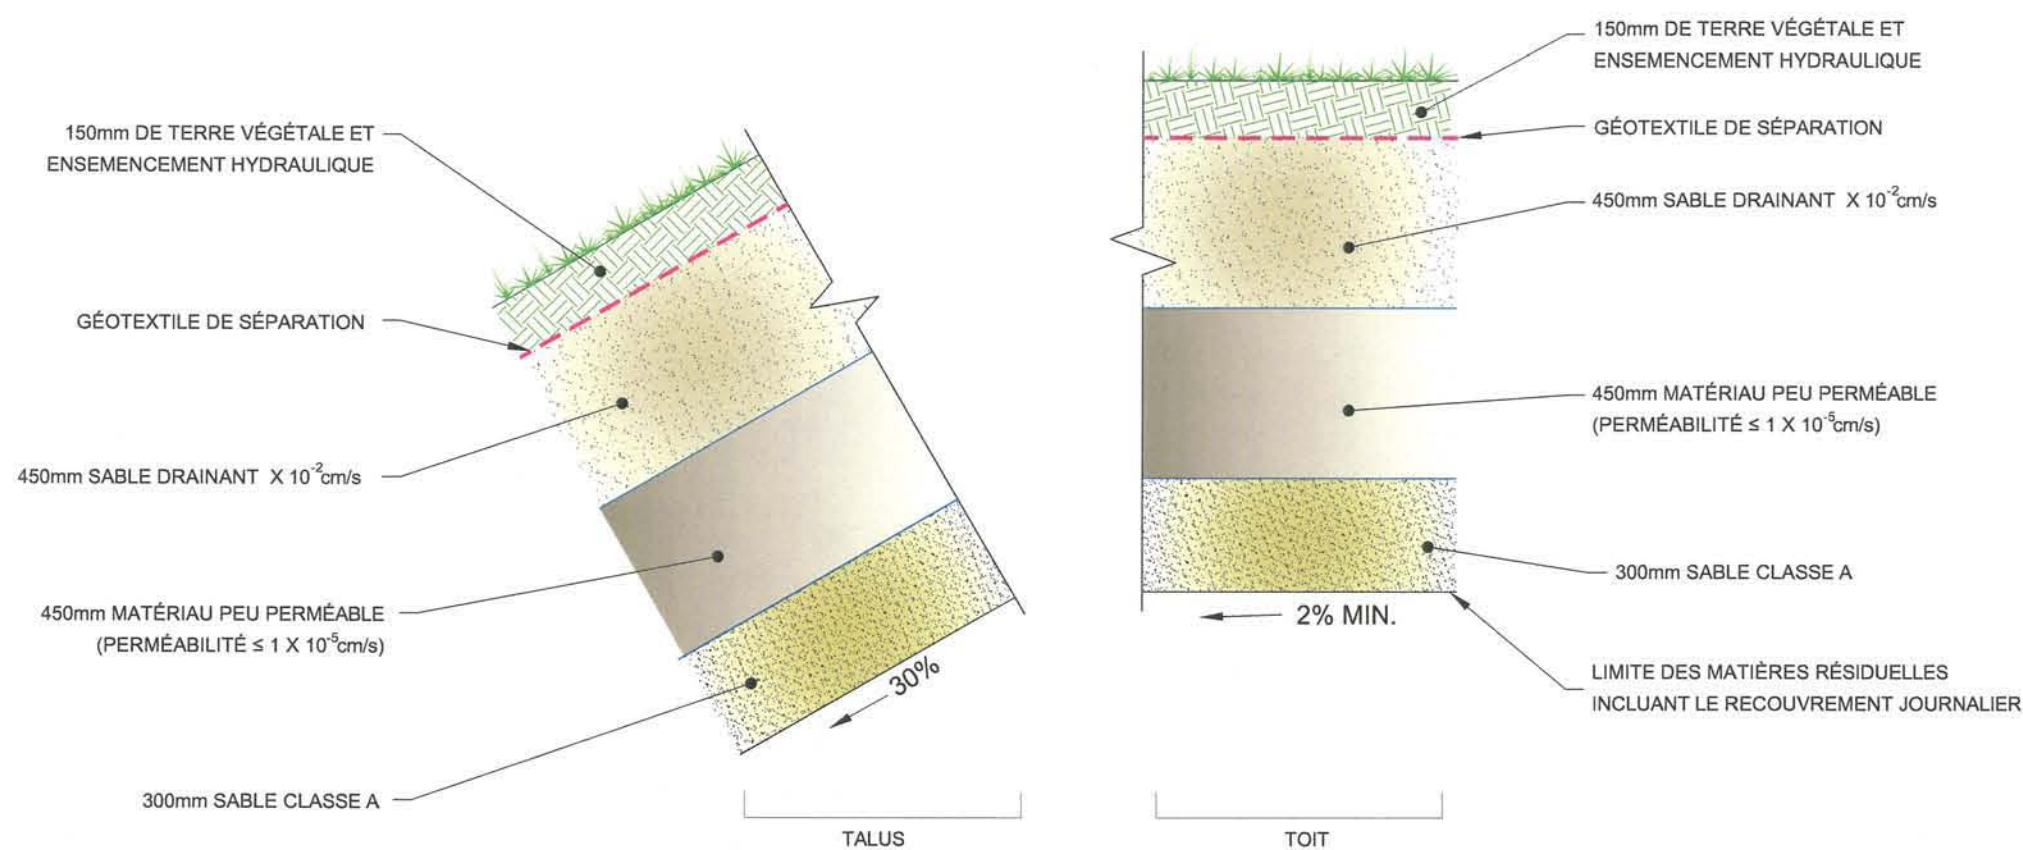 150mm DE TERRE VÉGÉTALE ET
ENSEMENCEMENT HYDRAULIQUE
GÉOTEXTILE DE SÉPARATION
450mm SABLE DRAINANT X 10⁻²cm/s
450mm MATÉRIAU PEU PERMÉABLE
(PERMÉABILITÉ ≤ 1 X 10⁻⁵cm/s)
300mm SABLE CLASSE A
30%
TALUS
150mm DE TERRE VÉGÉTALE ET
ENSEMENCEMENT HYDRAULIQUE
GÉOTEXTILE DE SÉPARATION
450mm SABLE DRAINANT X 10⁻²cm/s
450mm MATÉRIAU PEU PERMÉABLE
(PERMÉABILITÉ ≤ 1 X 10⁻⁵cm/s)
300mm SABLE CLASSE A
2% MIN.
LIMITE DES MATIÈRES RÉSIDUELLES
INCLUANT LE RECOUVREMENT JOURNALIER
TOIT